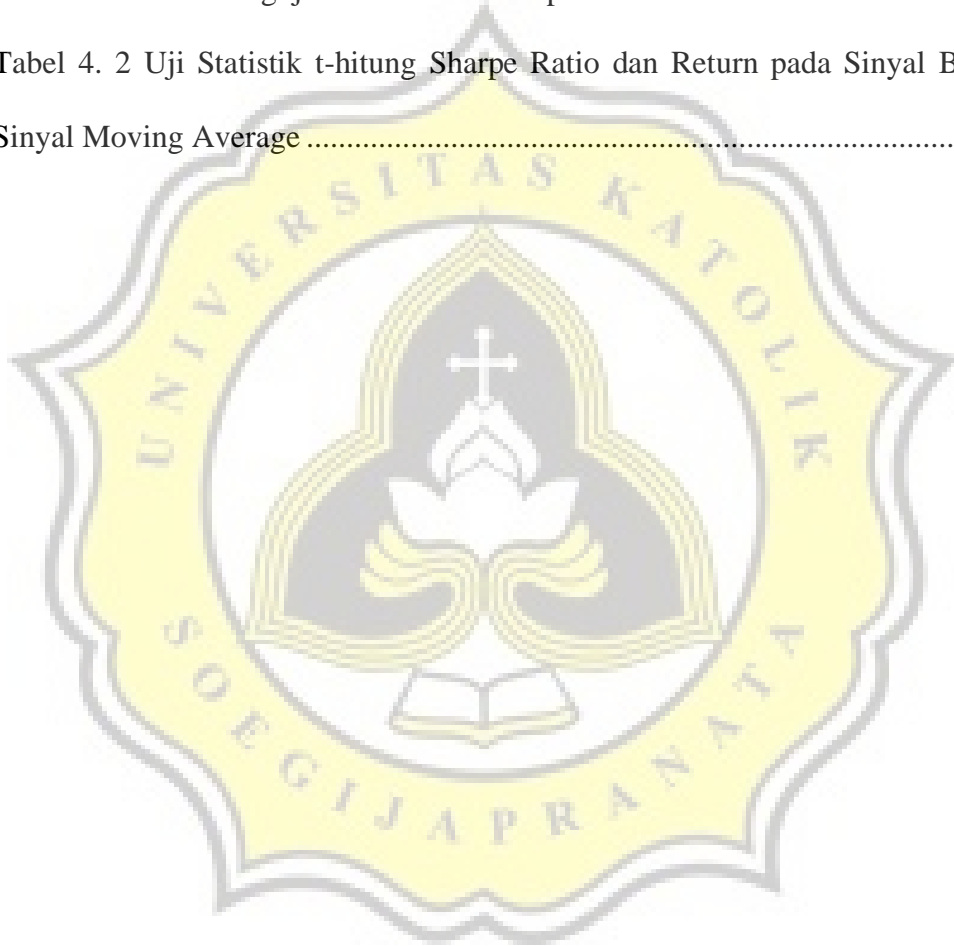 Tabel 4. 2 Uji Statistik t-hitung Sharpe Ratio dan Return pada Sinyal B
Sinyal Moving Average ........................................................................
UNIVERSITAS KATOLIK
SOEGIJAPRANATA